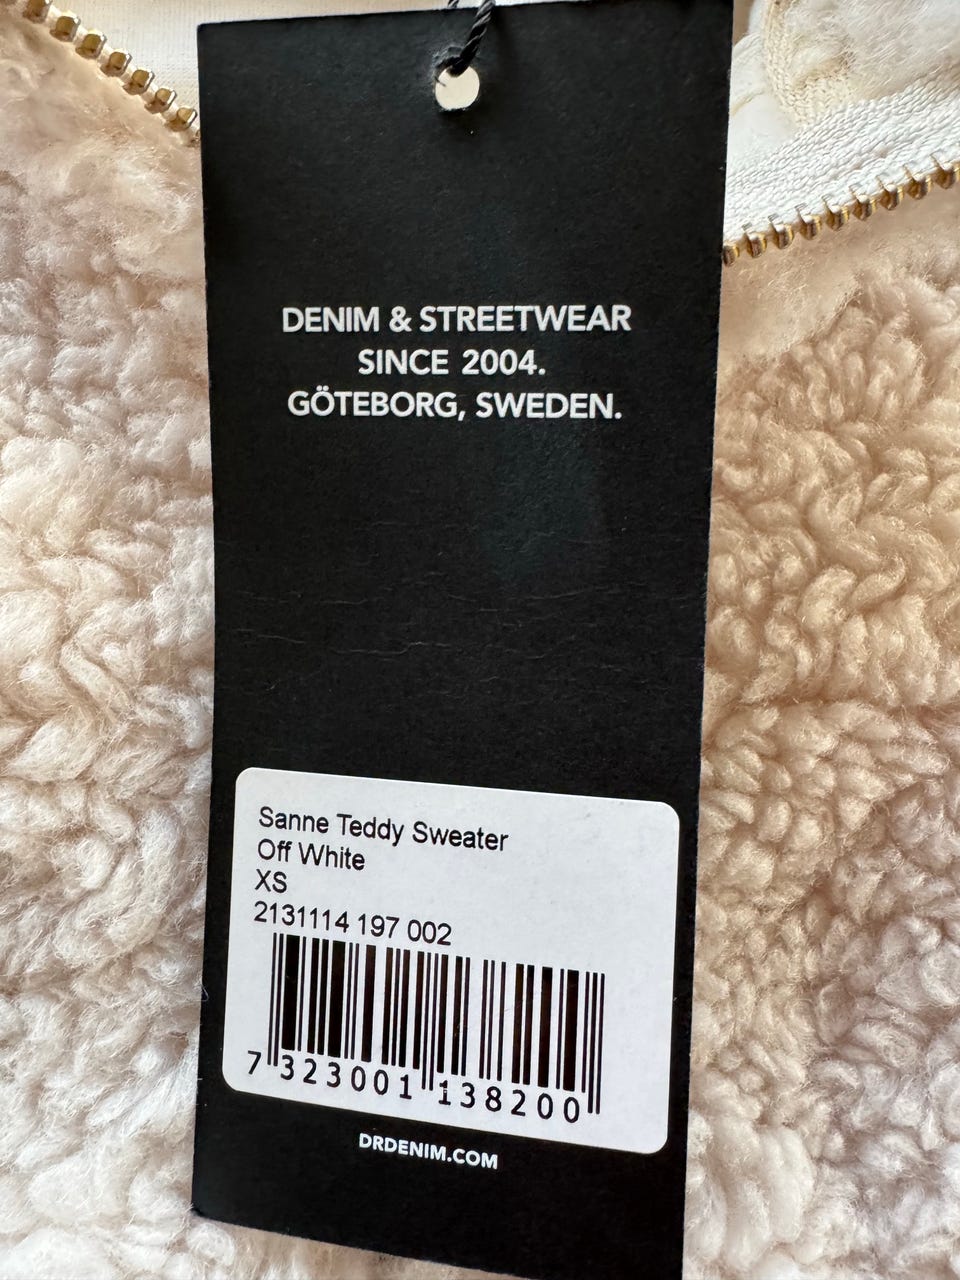 DENIM & STREETWEAR
SINCE 2004.
GÖTEBORG, SWEDEN.
Sanne Teddy Sweater
Off White
XS
2131114 197 002
7 323001 138200
DRDENIM.COM